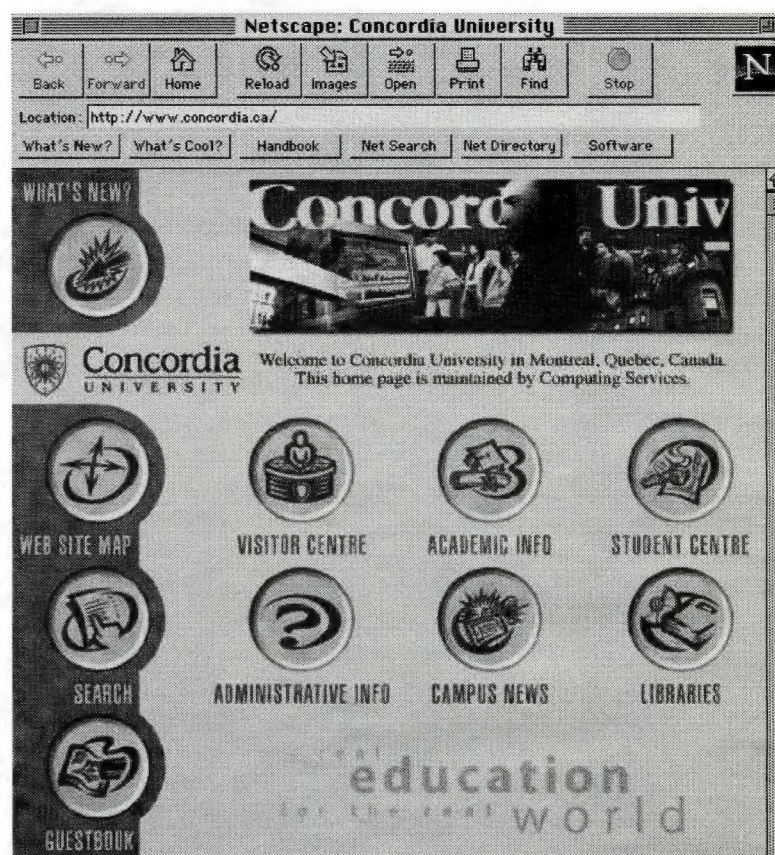 Netscape: Concordia University
Back Forward Home Reload Images Open Print Find Stop
N
Location: http://www.concordia.ca/
What's New? What's Cool? Handbook Net Search Net Directory Software
WHAT'S NEW?
Concord Univ
Concordia
UNIVERSITY
Welcome to Concordia University in Montreal, Quebec, Canada.
This home page is maintained by Computing Services.
WEB SITE MAP VISITOR CENTRE ACADEMIC INFO STUDENT CENTRE
SEARCH ADMINISTRATIVE INFO CAMPUS NEWS LIBRARIES
real
education
for the real world
GUESTBOOK